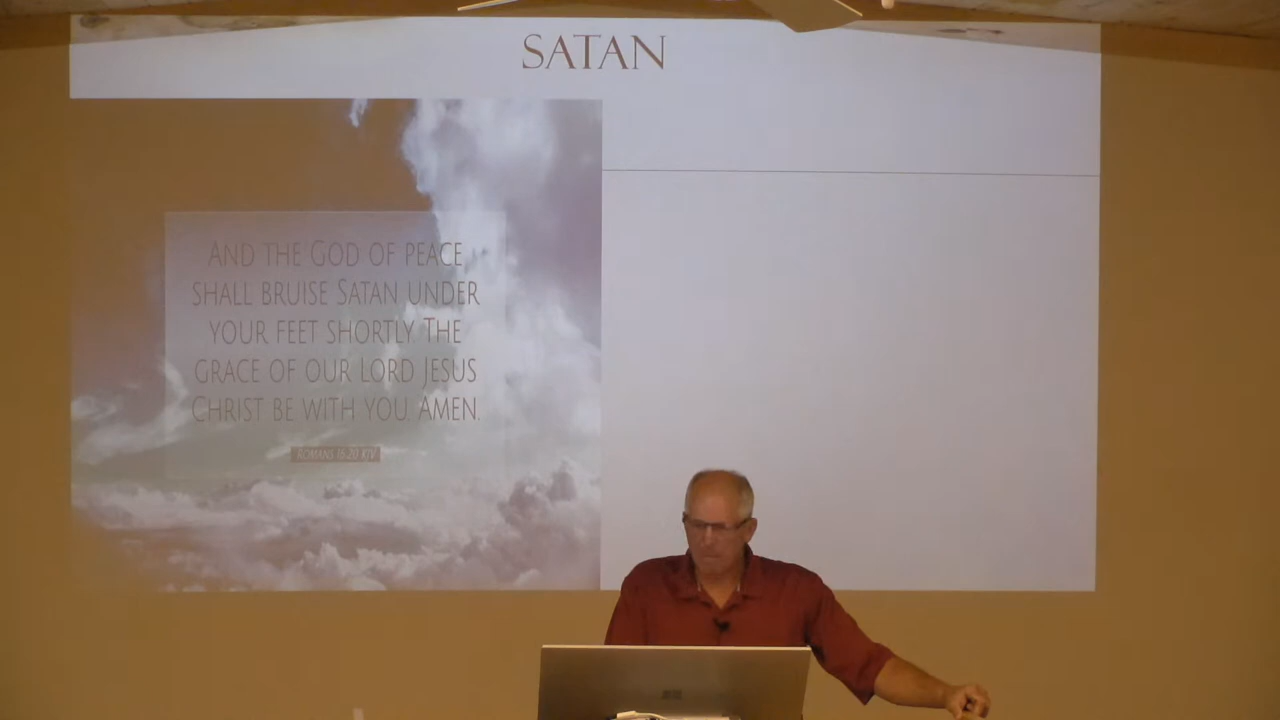 SATAN
AND THE GOD OF PEACE
SHALL BRUISE SATAN UNDER
YOUR FEET SHORTLY. THE
GRACE OF OUR LORD JESUS
CHRIST BE WITH YOU. AMEN.
ROMANS 16:20 KJV